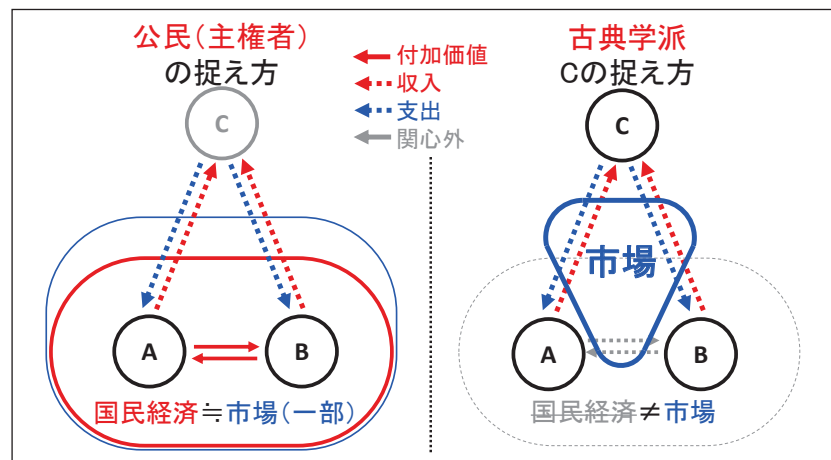 公民(主権者)
の捉え方
付加価値
収入
支出
関心外
古典学派
Cの捉え方
C
A
B
国民経済≒市場(一部)
C
市場
A
B
国民経済≠市場